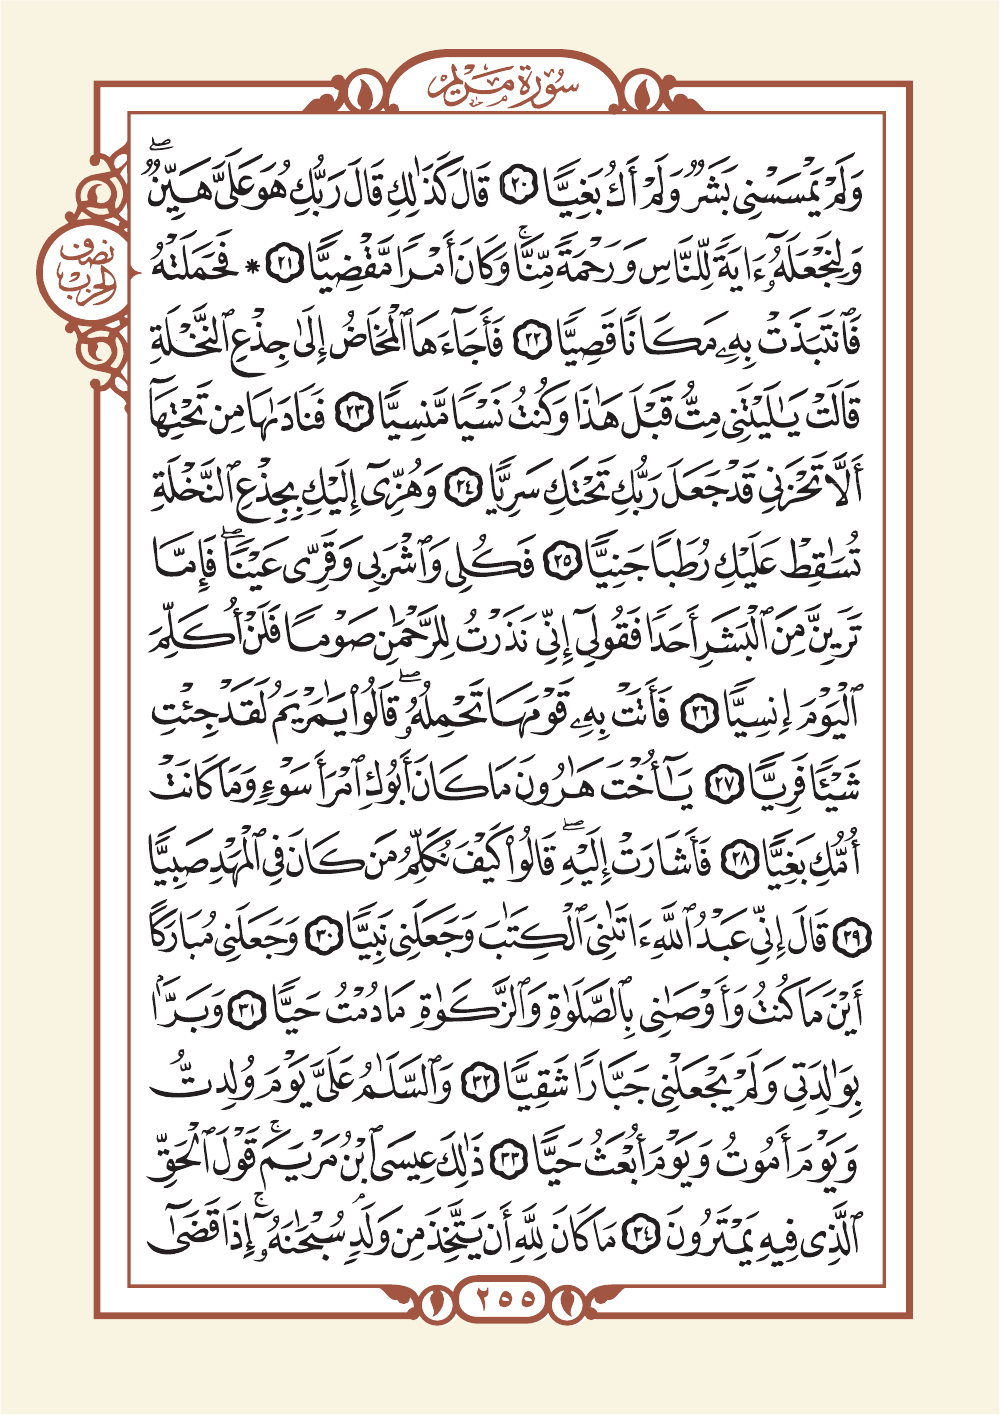 سُورَةُ مَرْيَم
وَلَمْ يَمْسَسْنِي بَشَرٌ وَلَمْ أَكُ بَغِيًّا ٢٠ قَالَ كَذَٰلِكِ قَالَ رَبُّكِ هُوَ عَلَيَّ هَيِّنٌۖ
وَلِنَجْعَلَهُۥٓ ءَايَةً لِّلنَّاسِ وَرَحْمَةً مِّنَّاۚ وَكَانَ أَمْرًا مَّقْضِيًّا ٢١ * فَحَمَلَتْهُ
نصف الحزب
فَٱنتَبَذَتْ بِهِۦ مَكَانًا قَصِيًّا ٢٢ فَأَجَآءَهَا ٱلْمَخَاضُ إِلَىٰ جِذْعِ ٱلنَّخْلَةِ
قَالَتْ يَٰلَيْتَنِي مِتُّ قَبْلَ هَٰذَا وَكُنتُ نَسْيًا مَّنسِيًّا ٢٣ فَنَادَىٰهَا مِن تَحْتِهَآ
أَلَّا تَحْزَنِي قَدْ جَعَلَ رَبُّكِ تَحْتَكِ سَرِيًّا ٢٤ وَهُزِّيٓ إِلَيْكِ بِجِذْعِ ٱلنَّخْلَةِ
تُسَٰقِطْ عَلَيْكِ رُطَبًا جَنِيًّا ٢٥ فَكُلِي وَٱشْرَبِي وَقَرِّي عَيْنًاۖ فَإِمَّا
تَرَيِنَّ مِنَ ٱلْبَشَرِ أَحَدًا فَقُولِيٓ إِنِّي نَذَرْتُ لِلرَّحْمَٰنِ صَوْمًا فَلَنْ أُكَلِّمَ
ٱلْيَوْمَ إِنسِيًّا ٢٦ فَأَتَتْ بِهِۦ قَوْمَهَا تَحْمِلُهُۥۖ قَالُوا۟ يَٰمَرْيَمُ لَقَدْ جِئْتِ
شَيْـًٔا فَرِيًّا ٢٧ يَٰٓأُخْتَ هَٰرُونَ مَا كَانَ أَبُوكِ ٱمْرَأَ سَوْءٍ وَمَا كَانَتْ
أُمُّكِ بَغِيًّا ٢٨ فَأَشَارَتْ إِلَيْهِۖ قَالُوا۟ كَيْفَ نُكَلِّمُ مَن كَانَ فِي ٱلْمَهْدِ صَبِيًّا
٢٩ قَالَ إِنِّي عَبْدُ ٱللَّهِ ءَاتَىٰنِيَ ٱلْكِتَٰبَ وَجَعَلَنِي نَبِيًّا ٣٠ وَجَعَلَنِي مُبَارَكًا
أَيْنَ مَا كُنتُ وَأَوْصَٰنِي بِٱلصَّلَوٰةِ وَٱلزَّكَوٰةِ مَا دُمْتُ حَيًّا ٣١ وَبَرًّۢا
بِوَٰلِدَتِي وَلَمْ يَجْعَلْنِي جَبَّارًا شَقِيًّا ٣٢ وَٱلسَّلَٰمُ عَلَيَّ يَوْمَ وُلِدتُّ
وَيَوْمَ أَمُوتُ وَيَوْمَ أُبْعَثُ حَيًّا ٣٣ ذَٰلِكَ عِيسَى ٱبْنُ مَرْيَمَۚ قَوْلَ ٱلْحَقِّ
ٱلَّذِي فِيهِ يَمْتَرُونَ ٣٤ مَا كَانَ لِلَّهِ أَن يَتَّخِذَ مِن وَلَدٍۖ سُبْحَٰنَهُۥٓۚ إِذَا قَضَىٰٓ
٢٥٥